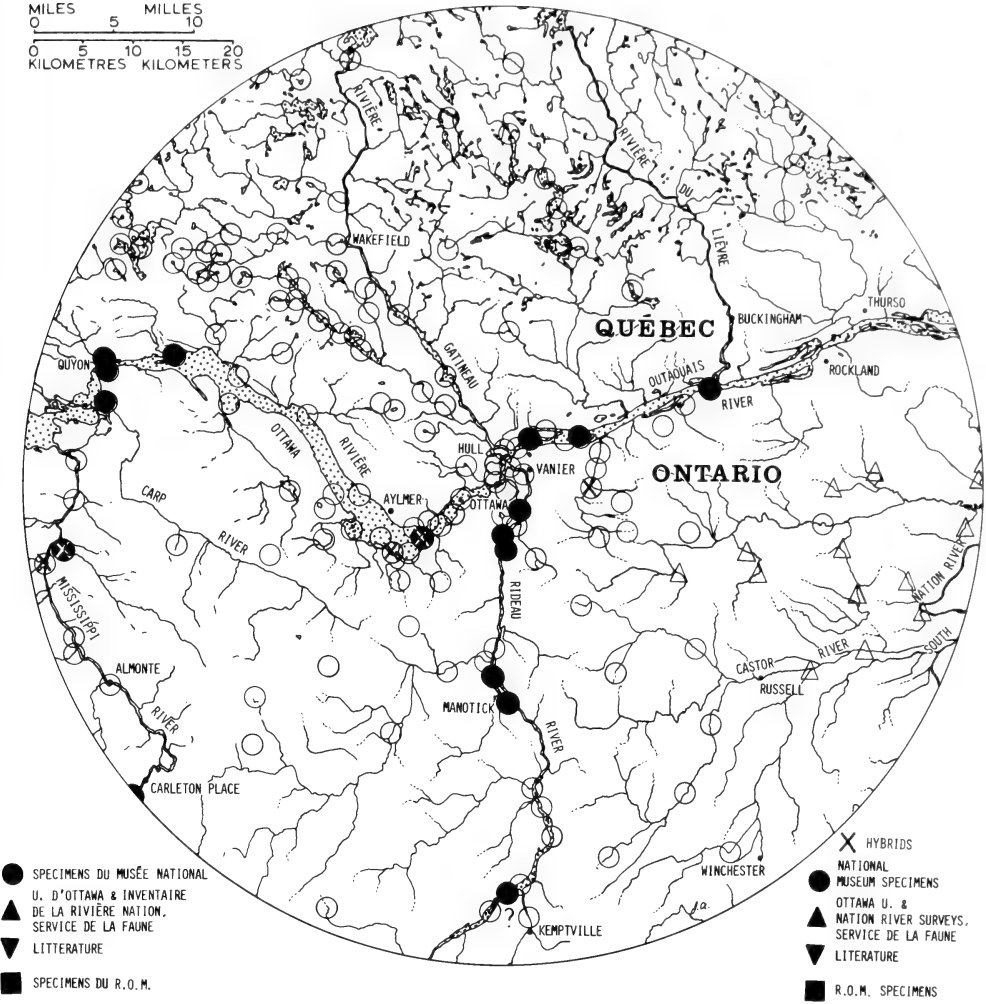 MILES MILLES
0 5 10
0 5 10 15 20
KILOMETRES KILOMETERS
RIVIÈRE
RIVIÈRE
DU
LIÈVRE
WAKEFIELD
THURSO
QUÉBEC
BUCKINGHAM
QUYON
GATINEAU
OUTAOUAIS
ROCKLAND
RIVER
OTTAWA
RIVIÈRE
HULL
VANIER
ONTARIO
CARP
RIVER
AYLMER
OTTAWA
MISSISSIPPI
RIDEAU
NATION RIVER
SOUTH
ALMONTE
CASTOR
RIVER
RUSSELL
MANOTICK
RIVER
RIVER
CARLETON PLACE
WINCHESTER
j.a.
?
KEMPTVILLE
SPECIMENS DU MUSÉE NATIONAL
U. D'OTTAWA & INVENTAIRE
DE LA RIVIÈRE NATION,
SERVICE DE LA FAUNE
LITTERATURE
SPECIMENS DU R.O.M.
HYBRIDS
NATIONAL
MUSEUM SPECIMENS
OTTAWA U. &
NATION RIVER SURVEYS,
SERVICE DE LA FAUNE
LITERATURE
R.O.M. SPECIMENS